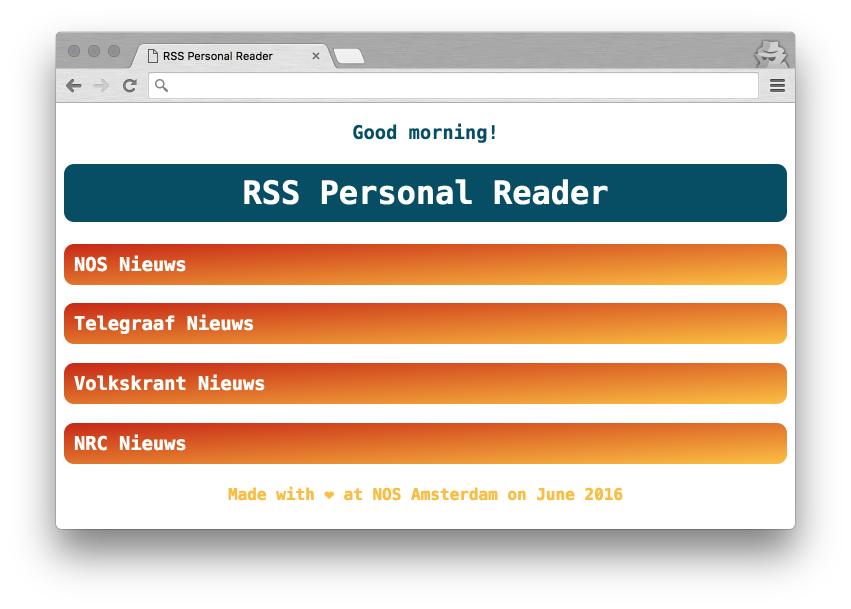 RSS Personal Reader
Good morning!
RSS Personal Reader
NOS Nieuws
Telegraaf Nieuws
Volkskrant Nieuws
NRC Nieuws
Made with ❤ at NOS Amsterdam on June 2016